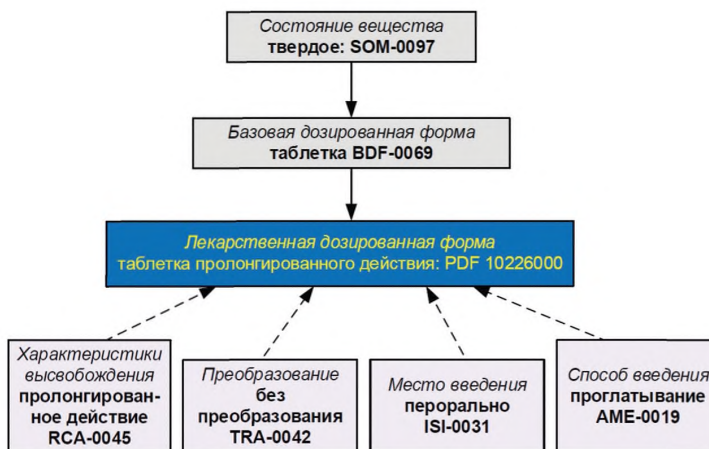 Состояние вещества
твердое: SOM-0097
Базовая дозированная форма
таблетка BDF-0069
Лекарственная дозированная форма
таблетка пролонгированного действия: PDF 10226000
Характеристики
высвобождения
пролонгирован-
ное действие
RCA-0045
Преобразование
без
преобразования
TRA-0042
Место введения
перорально
ISI-0031
Способ введения
проглатывание
AME-0019